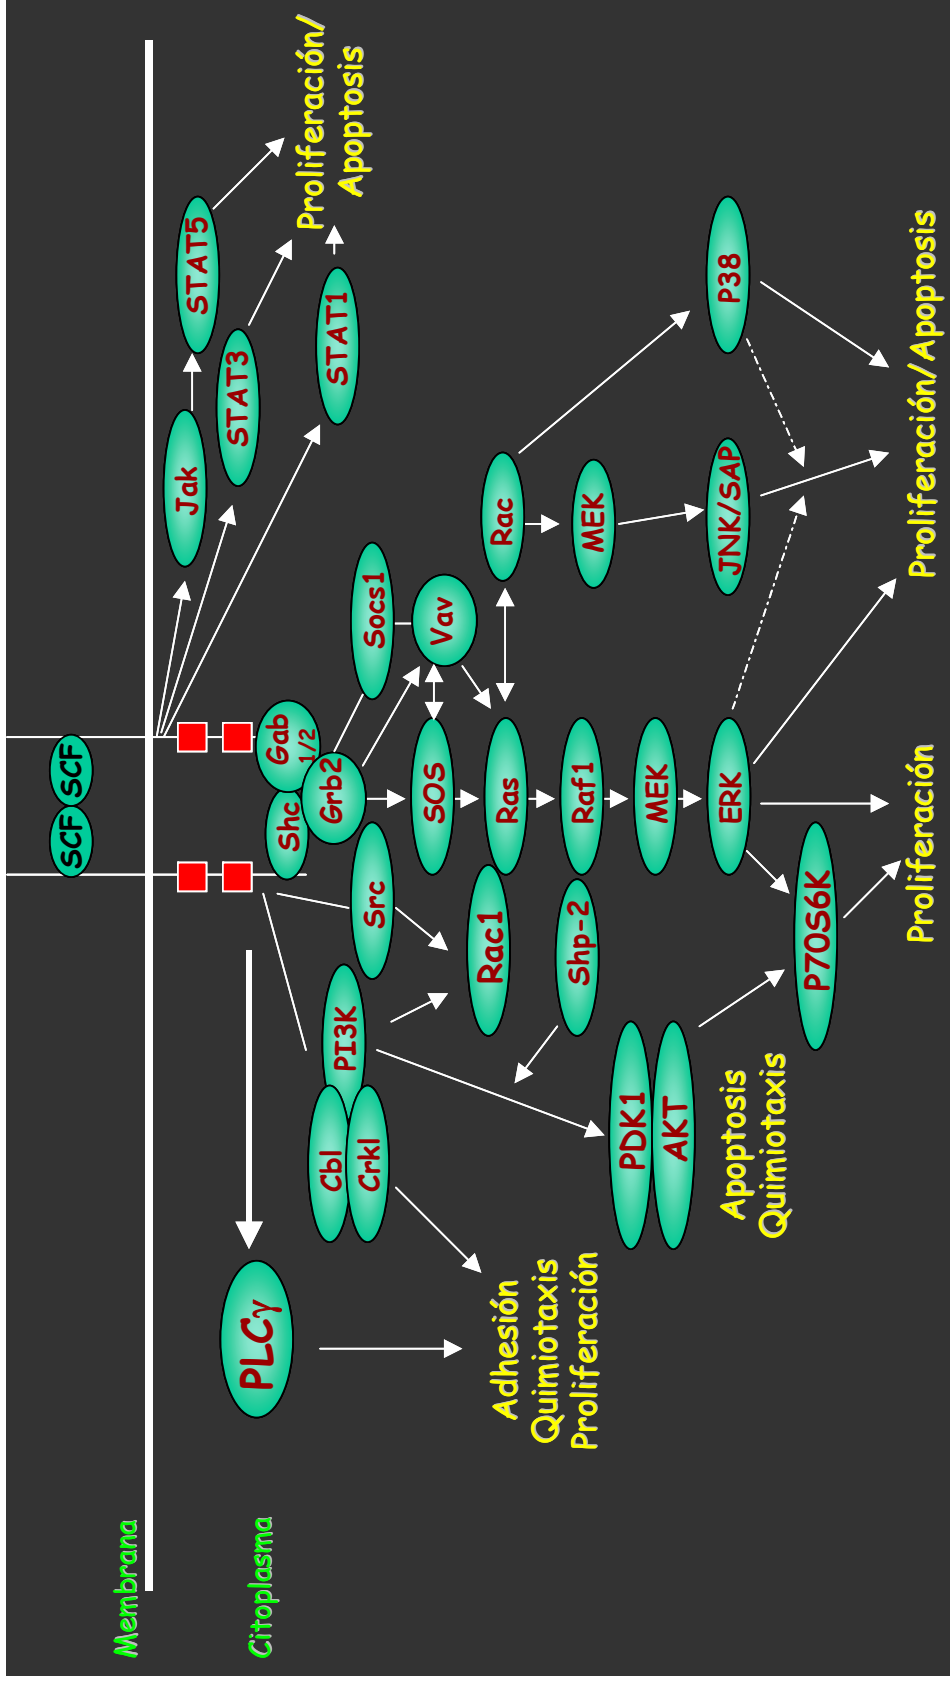 SCF
SCF
Membrana
Citoplasma
Jak
STAT5
STAT3
STAT1
Proliferación/
Apoptosis
PLCγ
Cbl
Crkl
PI3K
Src
Shc
Gab
1/2
Grb2
Socs1
Vav
SOS
Rac1
Ras
Rac
Shp-2
Raf1
MEK
MEK
PDK1
AKT
ERK
JNK/SAP
P38
P70S6K
Adhesión
Quimiotaxis
Proliferación
Apoptosis
Quimiotaxis
Proliferación
Proliferación/Apoptosis